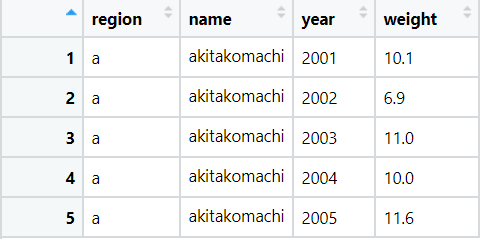 region name year weight
1 a akitakomachi 2001 10.1
2 a akitakomachi 2002 6.9
3 a akitakomachi 2003 11.0
4 a akitakomachi 2004 10.0
5 a akitakomachi 2005 11.6